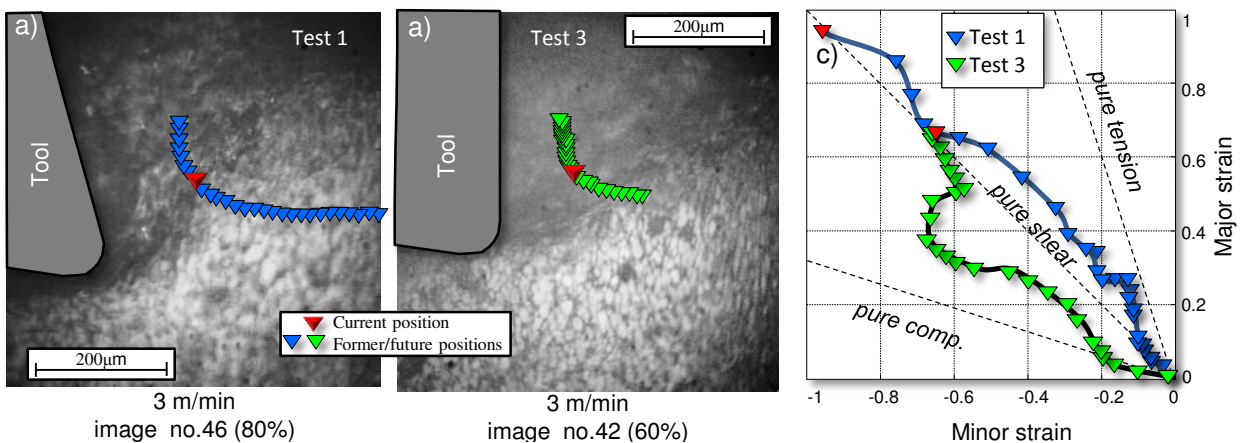 a)
Test 1
Tool
200µm
3 m/min
image no.46 (80%)
a)
Test 3
200µm
Tool
Current position
Former/future positions
3 m/min
image no.42 (60%)
c)
Test 1
Test 3
pure tension
pure shear
pure comp.
1
0.8
0.6
0.4
0.2
0
Major strain
-1
-0.8
-0.6
-0.4
-0.2
0
Minor strain